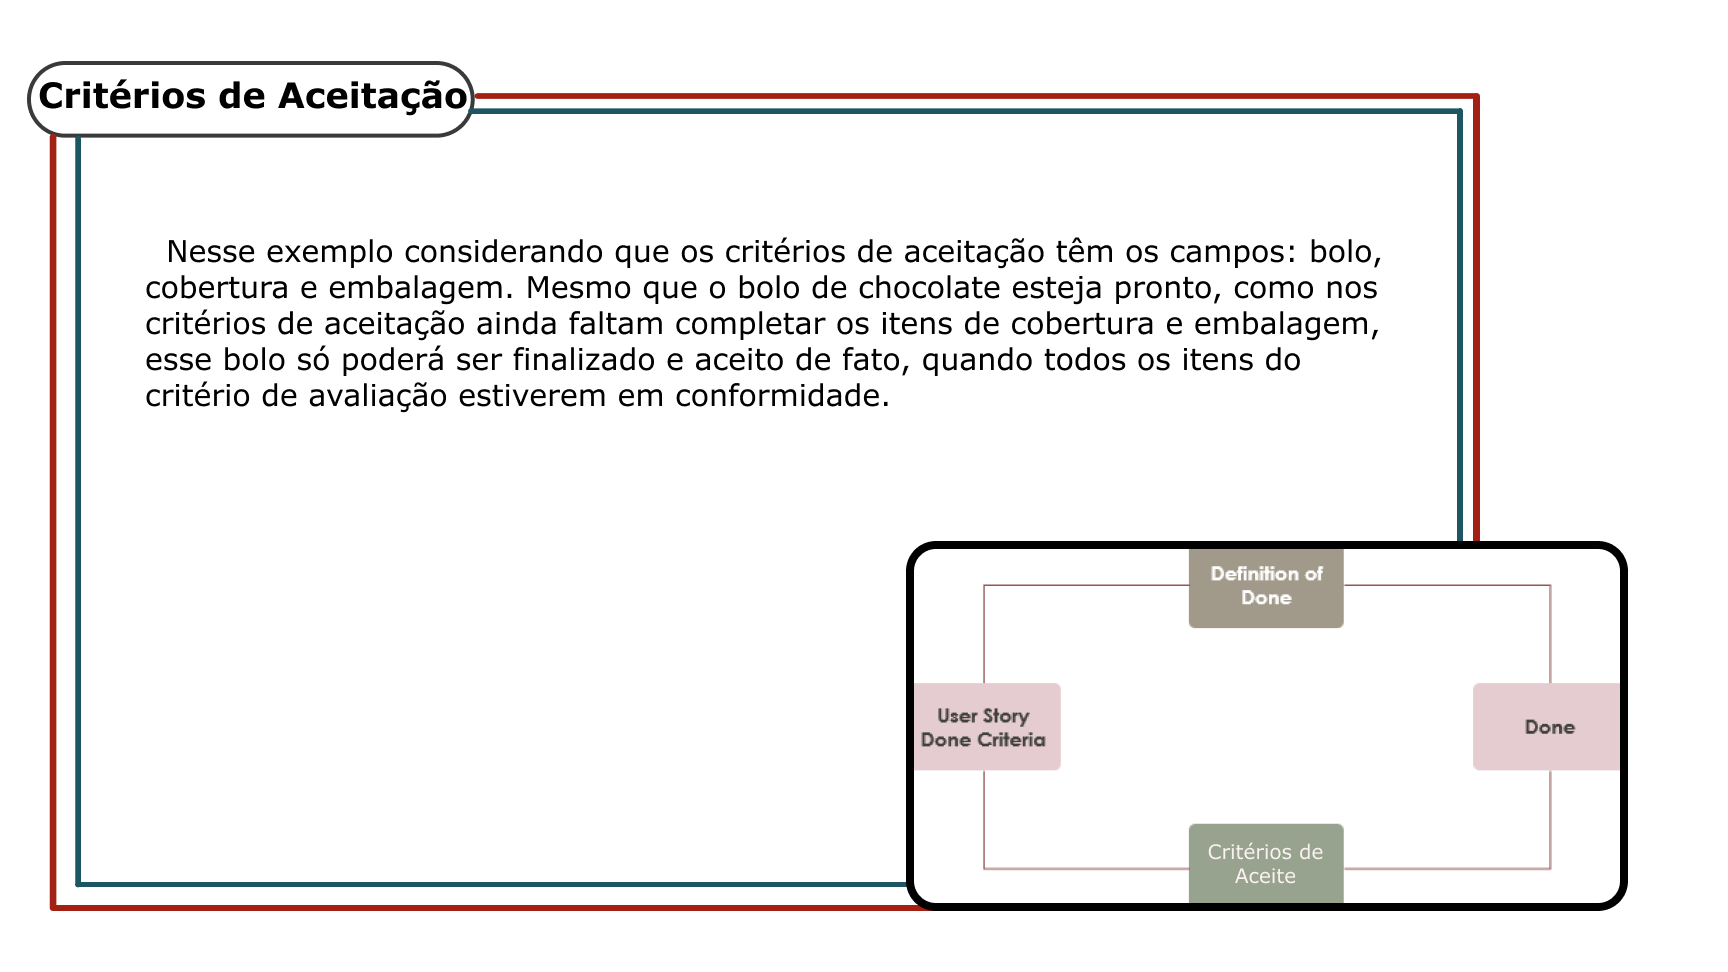 Critérios de Aceitação
Nesse exemplo considerando que os critérios de aceitação têm os campos: bolo,
cobertura e embalagem. Mesmo que o bolo de chocolate esteja pronto, como nos
critérios de aceitação ainda faltam completar os itens de cobertura e embalagem,
esse bolo só poderá ser finalizado e aceito de fato, quando todos os itens do
critério de avaliação estiverem em conformidade.
Definition of
Done
User Story
Done Criteria
Done
Critérios de
Aceite